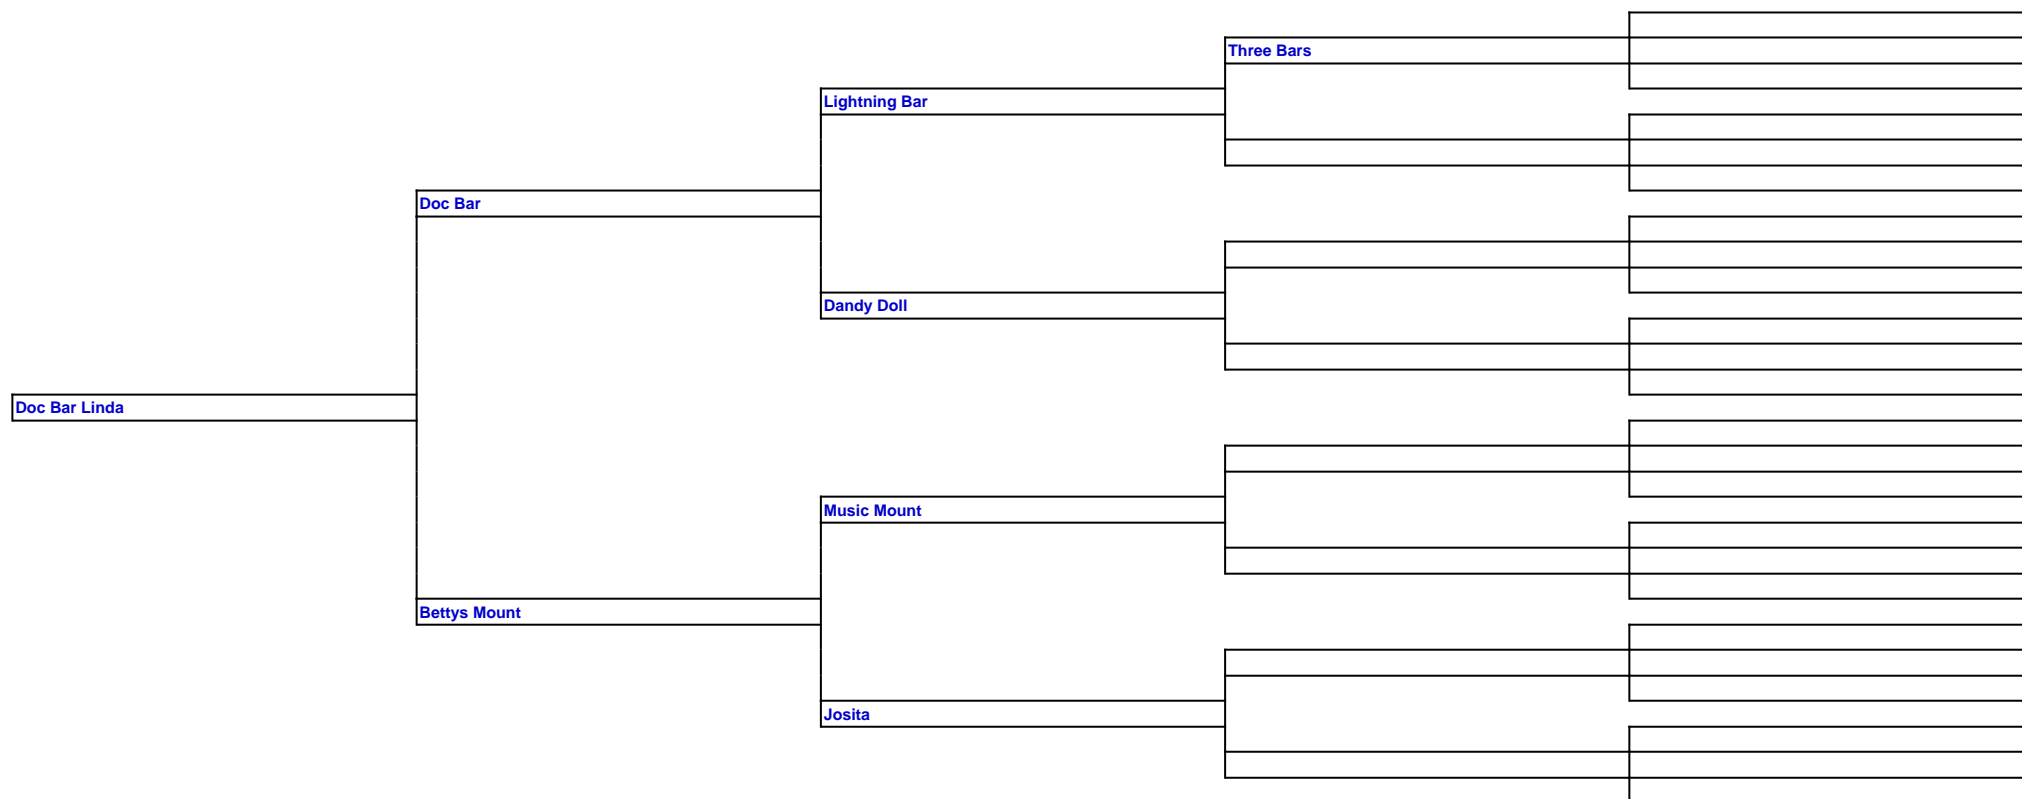 Three Bars
Lightning Bar
Doc Bar
Dandy Doll
Doc Bar Linda
Music Mount
Bettys Mount
Josita